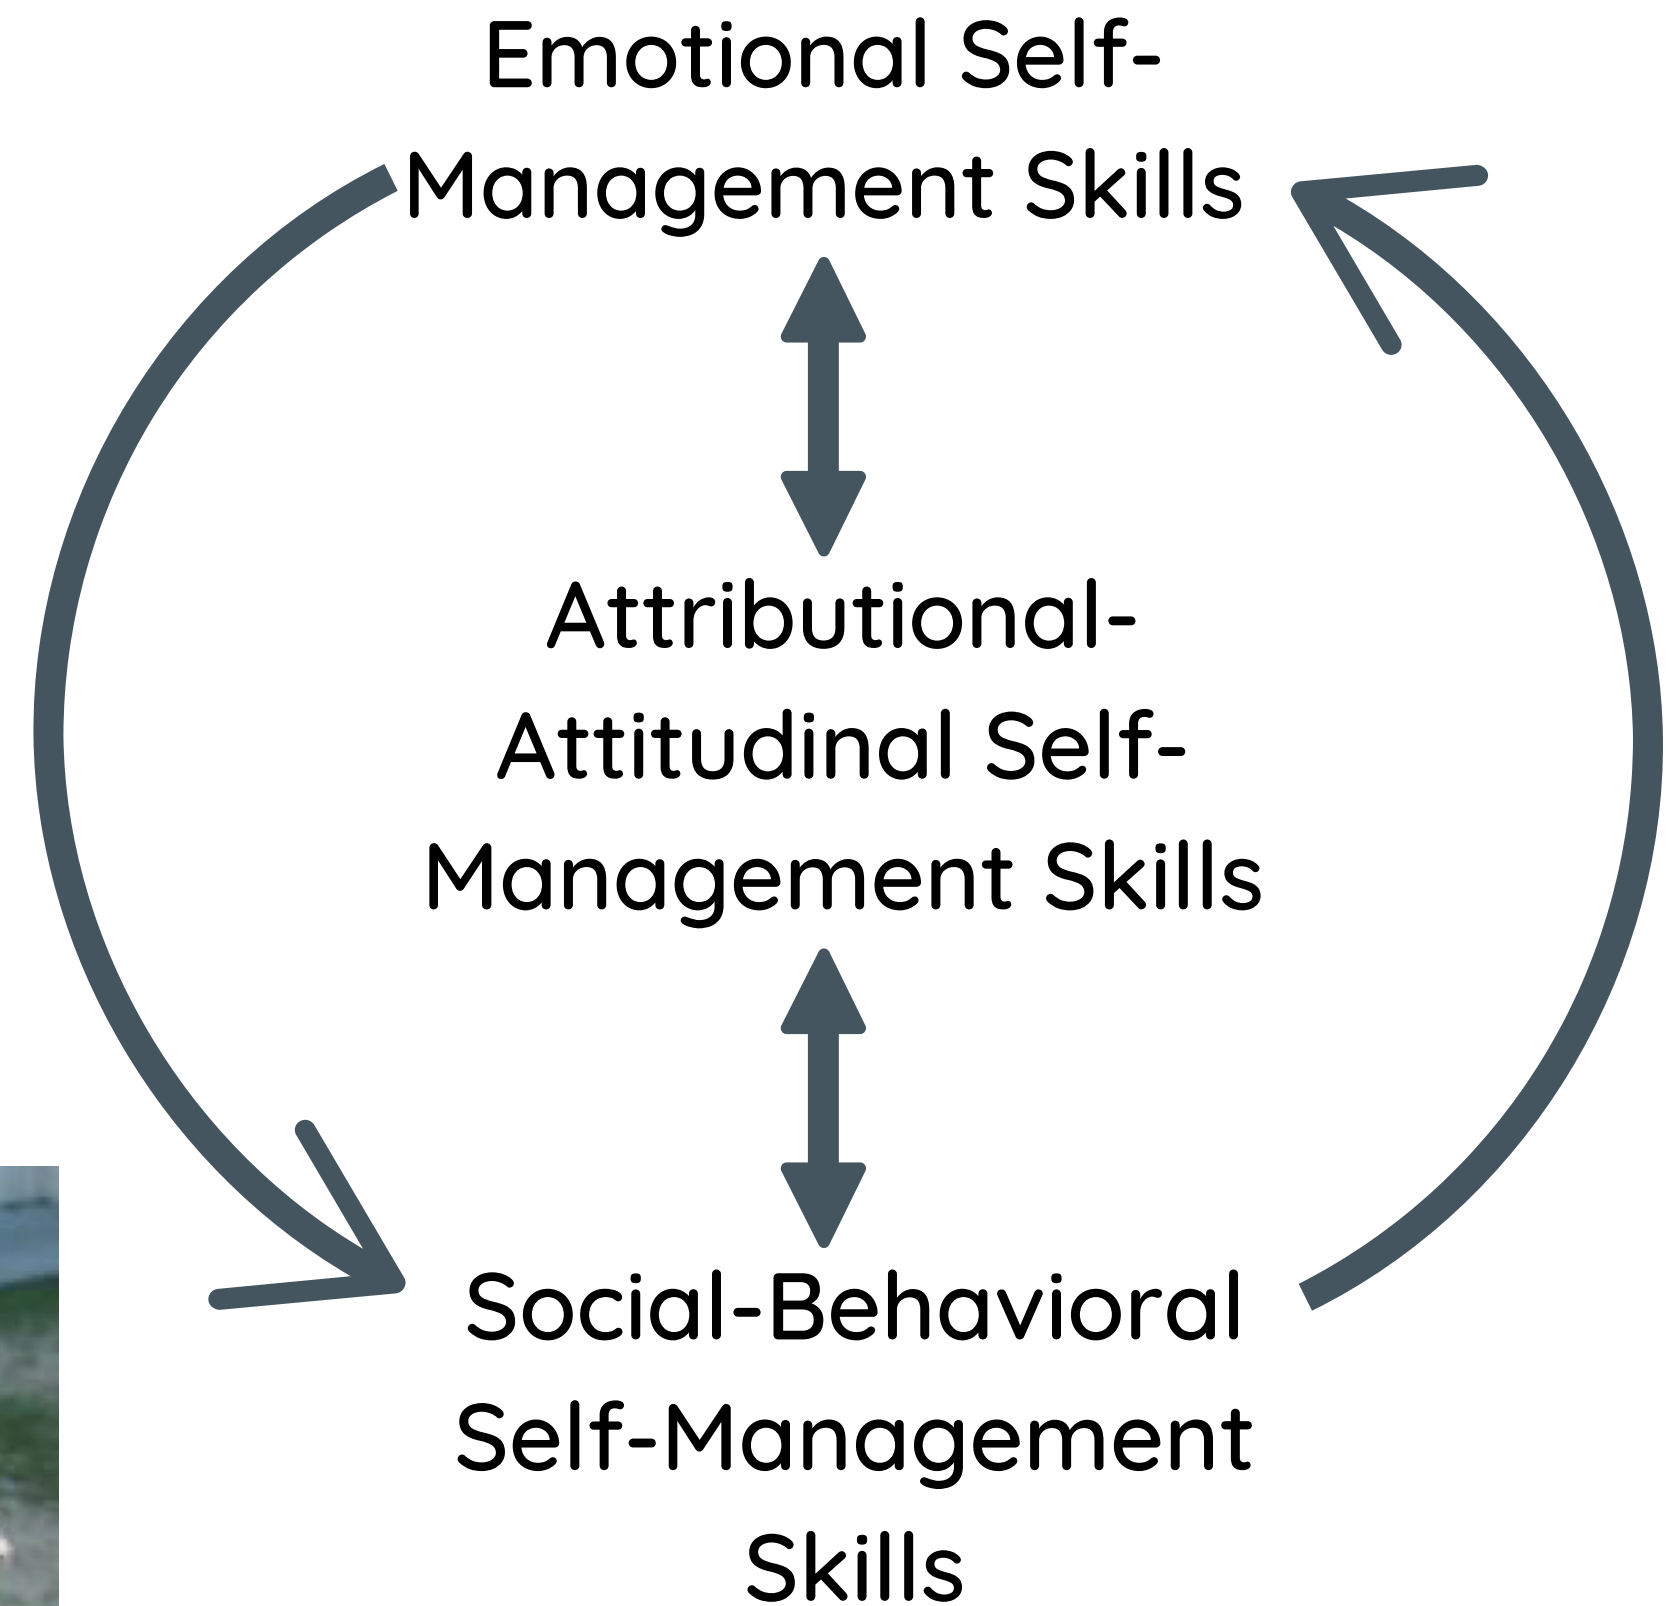 Emotional Self-
Management Skills
Attributional-
Attitudinal Self-
Management Skills
Social-Behavioral
Self-Management
Skills